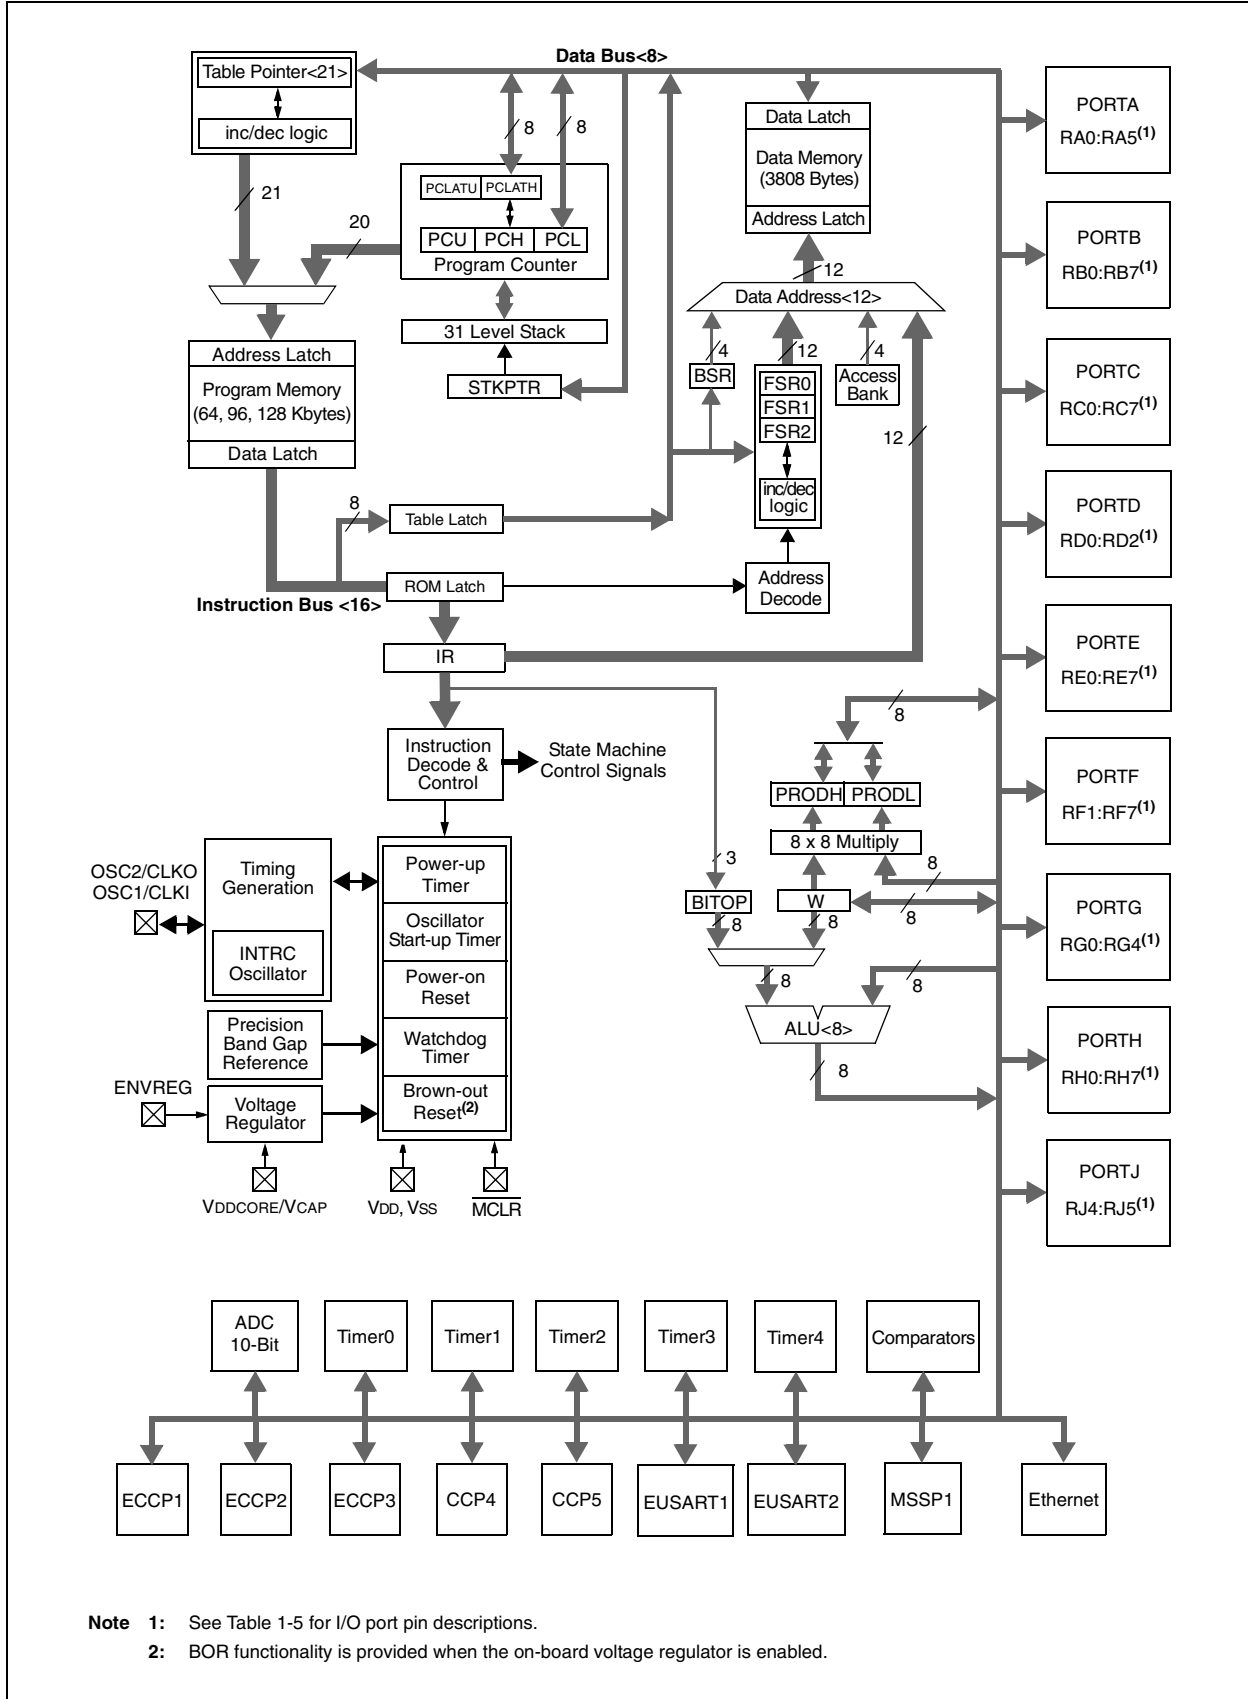 Data Bus<8>
Table Pointer<21>
inc/dec logic
21
8
8
PCLATU
PCLATH
PCU
PCH
PCL
Program Counter
20
31 Level Stack
STKPTR
Address Latch
Program Memory
(64, 96, 128 Kbytes)
Data Latch
8
Table Latch
ROM Latch
Instruction Bus <16>
IR
Data Latch
Data Memory
(3808 Bytes)
Address Latch
12
Data Address<12>
4
12
4
BSR
FSR0
FSR1
FSR2
inc/dec
logic
Access
Bank
12
Address
Decode
Instruction
Decode &
Control
State Machine
Control Signals
8
PRODH
PRODL
8 x 8 Multiply
3
8
BITOP
W
8
8
8
8
8
ALU<8>
8
OSC2/CLKO
OSC1/CLKI
Timing
Generation
INTRC
Oscillator
Power-up
Timer
Oscillator
Start-up Timer
Power-on
Reset
Watchdog
Timer
Brown-out
Reset(2)
Precision
Band Gap
Reference
ENVREG
Voltage
Regulator
VDDCORE/VCAP
VDD, VSS
MCLR
PORTA
RA0:RA5(1)
PORTB
RB0:RB7(1)
PORTC
RC0:RC7(1)
PORTD
RD0:RD2(1)
PORTE
RE0:RE7(1)
PORTF
RF1:RF7(1)
PORTG
RG0:RG4(1)
PORTH
RH0:RH7(1)
PORTJ
RJ4:RJ5(1)
ADC
10-Bit
Timer0
Timer1
Timer2
Timer3
Timer4
Comparators
ECCP1
ECCP2
ECCP3
CCP4
CCP5
EUSART1
EUSART2
MSSP1
Ethernet
Note 1: See Table 1-5 for I/O port pin descriptions.
2: BOR functionality is provided when the on-board voltage regulator is enabled.